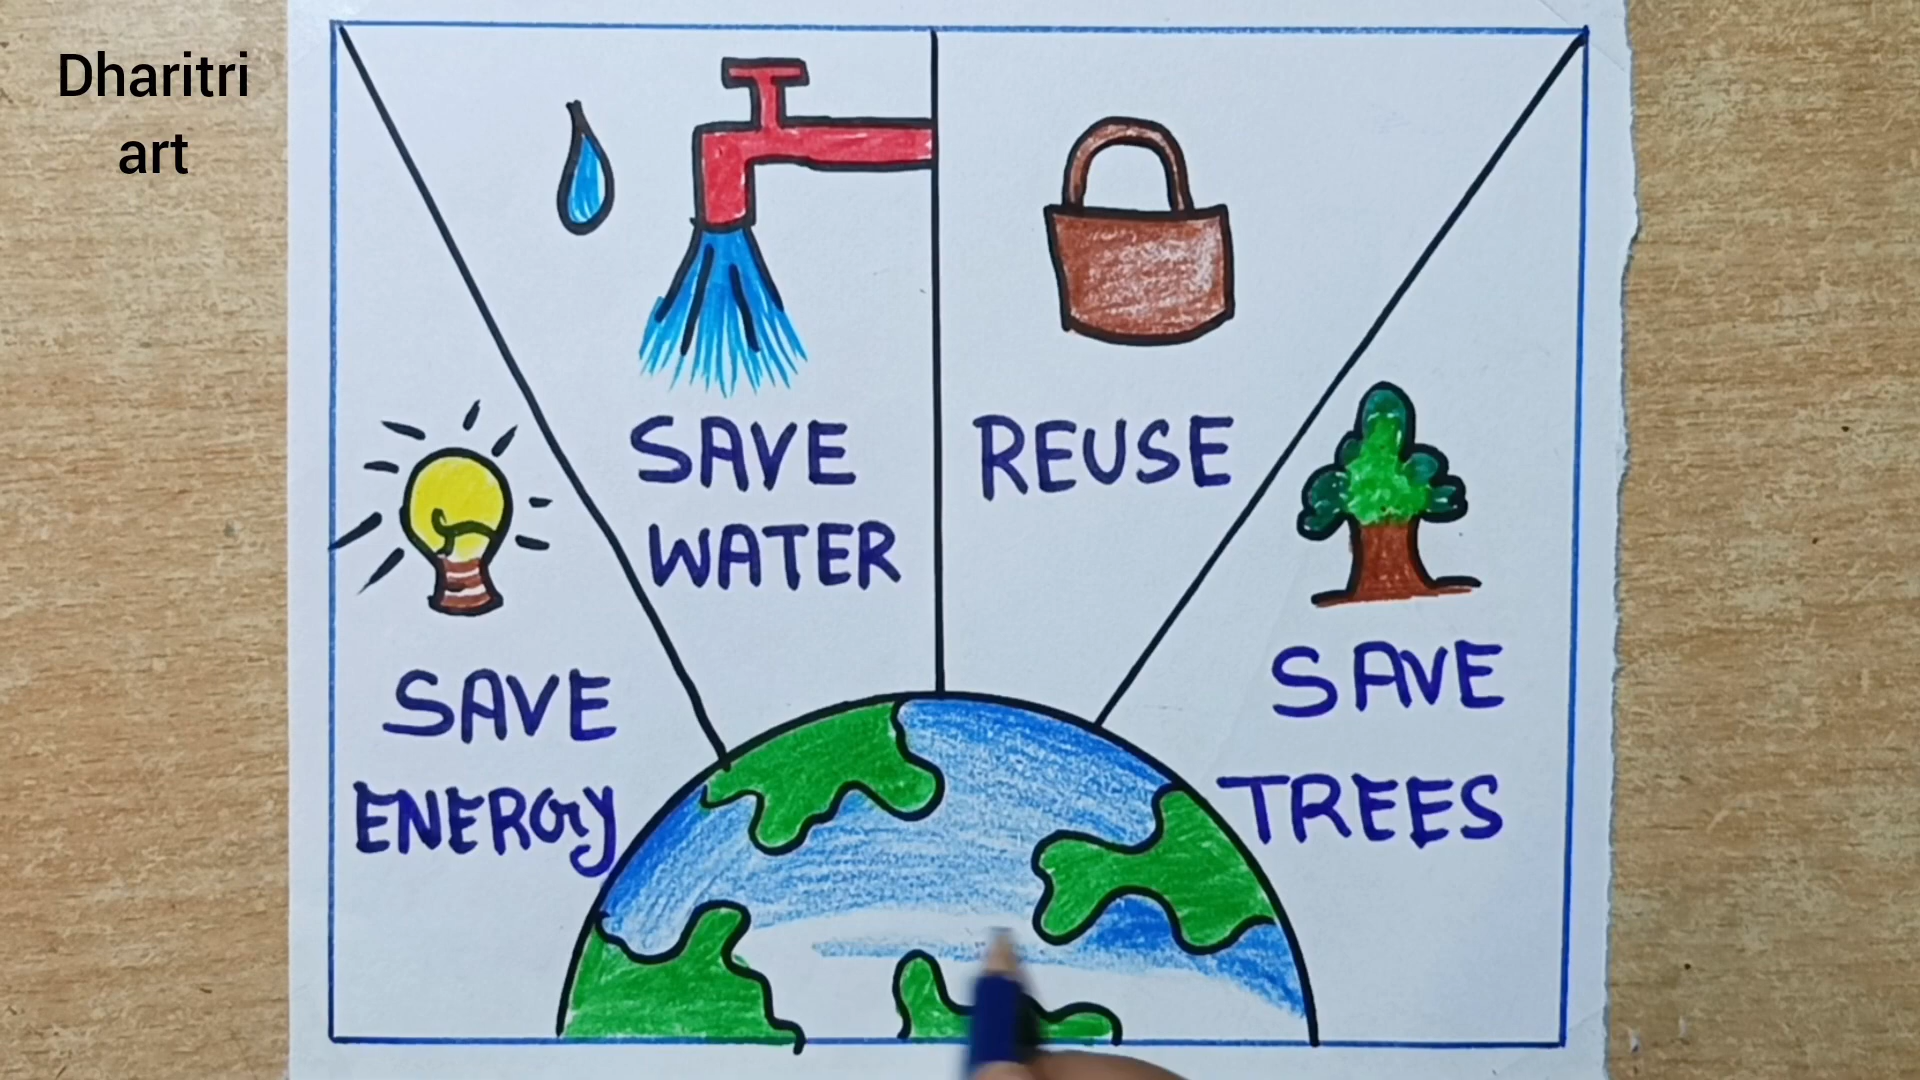 Dharitri
art
SAVE
WATER
REUSE
SAVE
ENERGY
SAVE
TREES